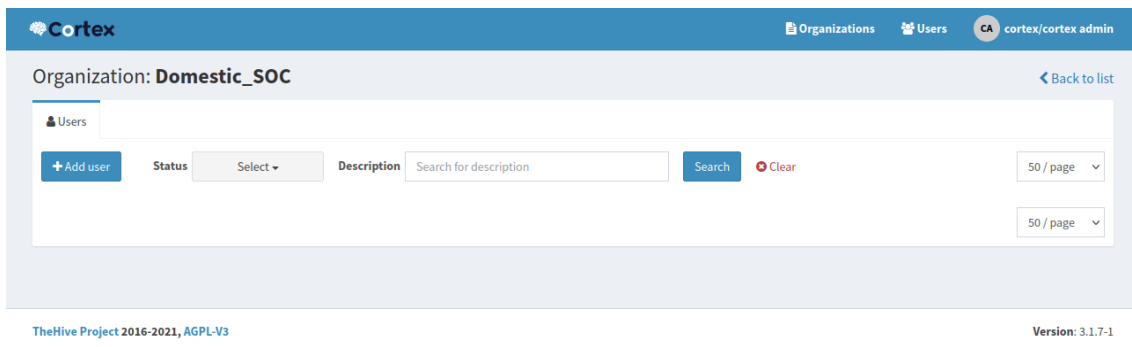 Cortex Organizations Users CA cortex/cortex admin
Organization: Domestic_SOC Back to list
Users
Add user Status Select Description Search for description Search Clear 50 / page
50 / page
TheHive Project 2016-2021, AGPL-V3 Version: 3.1.7-1